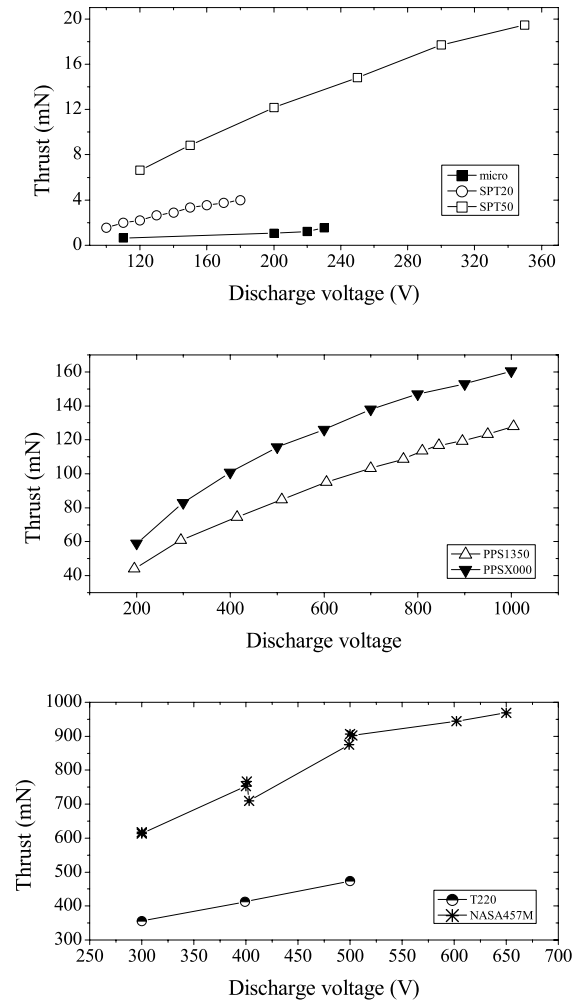 20
16
12
8
4
0
Thrust (mN)
120 160 200 240 280 320 360
Discharge voltage (V)
micro
SPT20
SPT50
160
140
120
100
80
60
40
Thrust (mN)
200 400 600 800 1000
Discharge voltage
PPS1350
PPSX000
1000
900
800
700
600
500
400
300
Thrust (mN)
250 300 350 400 450 500 550 600 650 700
Discharge voltage (V)
T220
NASA457M